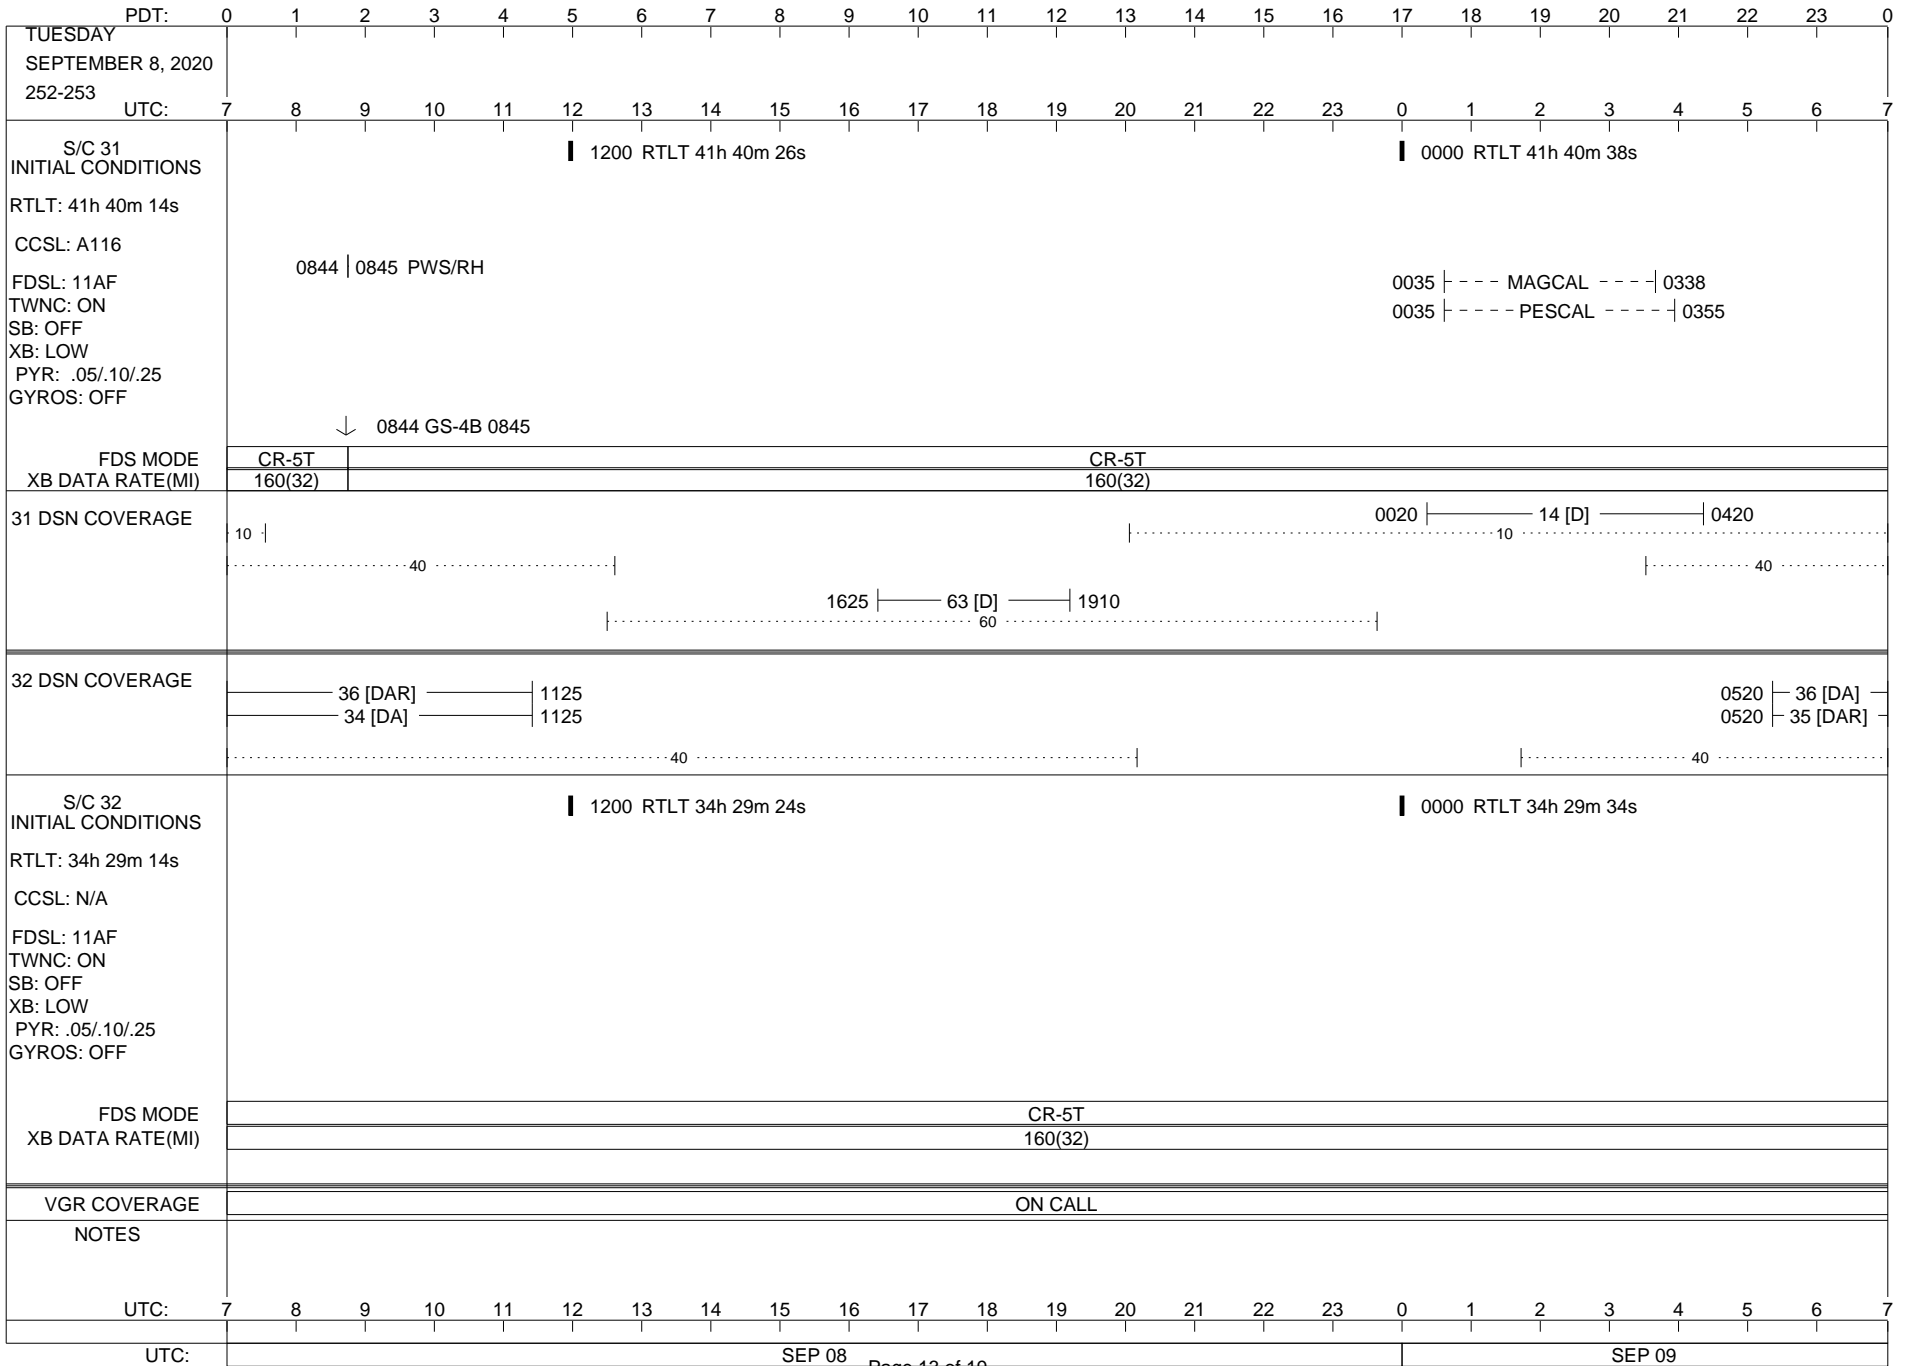 PDT: 0 1 2 3 4 5 6 7 8 9 10 11 12 13 14 15 16 17 18 19 20 21 22 23 0
TUESDAY
SEPTEMBER 8, 2020
252-253
UTC: 7 8 9 10 11 12 13 14 15 16 17 18 19 20 21 22 23 0 1 2 3 4 5 6 7
S/C 31
INITIAL CONDITIONS
1200 RTLT 41h 40m 26s
0000 RTLT 41h 40m 38s
RTLT: 41h 40m 14s
CCSL: A116
0844 0845 PWS/RH
FDSL: 11AF
0035 MAGCAL 0338
TWNC: ON
0035 PESCAL 0355
SB: OFF
XB: LOW
PYR: .05/.10/.25
GYROS: OFF
0844 GS-4B 0845
FDS MODE CR-5T CR-5T
XB DATA RATE(MI) 160(32) 160(32)
31 DSN COVERAGE
0020 14 [D] 0420
10 10
40 40
1625 63 [D] 1910
60
32 DSN COVERAGE
36 [DAR] 1125 0520 36 [DA]
34 [DA] 1125 0520 35 [DAR]
40 40
S/C 32
INITIAL CONDITIONS
1200 RTLT 34h 29m 24s
0000 RTLT 34h 29m 34s
RTLT: 34h 29m 14s
CCSL: N/A
FDSL: 11AF
TWNC: ON
SB: OFF
XB: LOW
PYR: .05/.10/.25
GYROS: OFF
FDS MODE CR-5T
XB DATA RATE(MI) 160(32)
VGR COVERAGE ON CALL
NOTES
UTC: 7 8 9 10 11 12 13 14 15 16 17 18 19 20 21 22 23 0 1 2 3 4 5 6 7
UTC: SEP 08 SEP 09